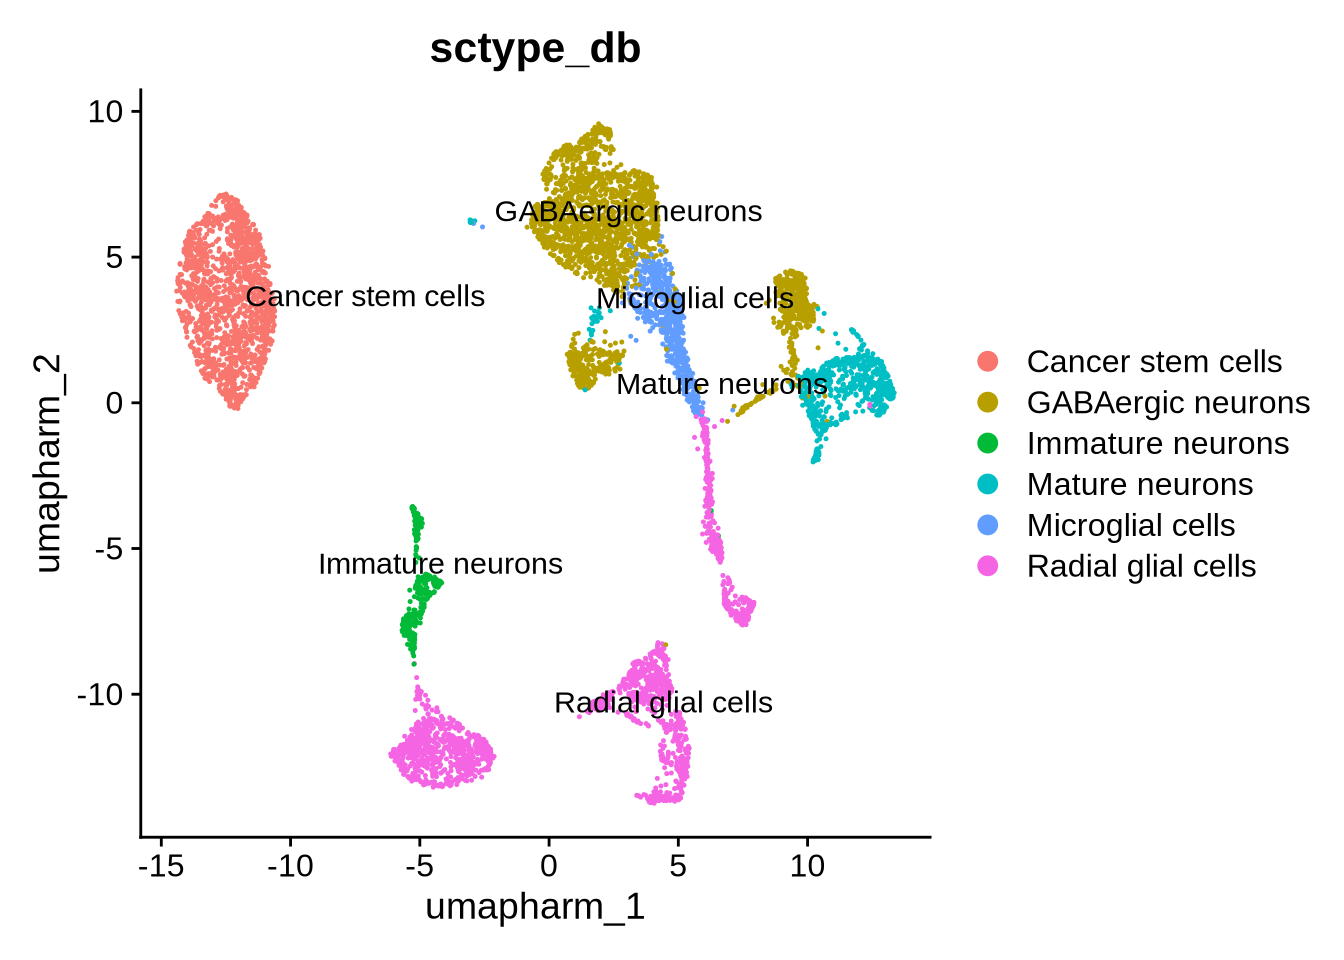 sctype_db
10
5
0
-5
-10
umapharm_2
GABAergic neurons
Cancer stem cells
Microglial cells
Mature neurons
Immature neurons
Radial glial cells
-15
-10
-5
0
5
10
umapharm_1
Cancer stem cells
GABAergic neurons
Immature neurons
Mature neurons
Microglial cells
Radial glial cells